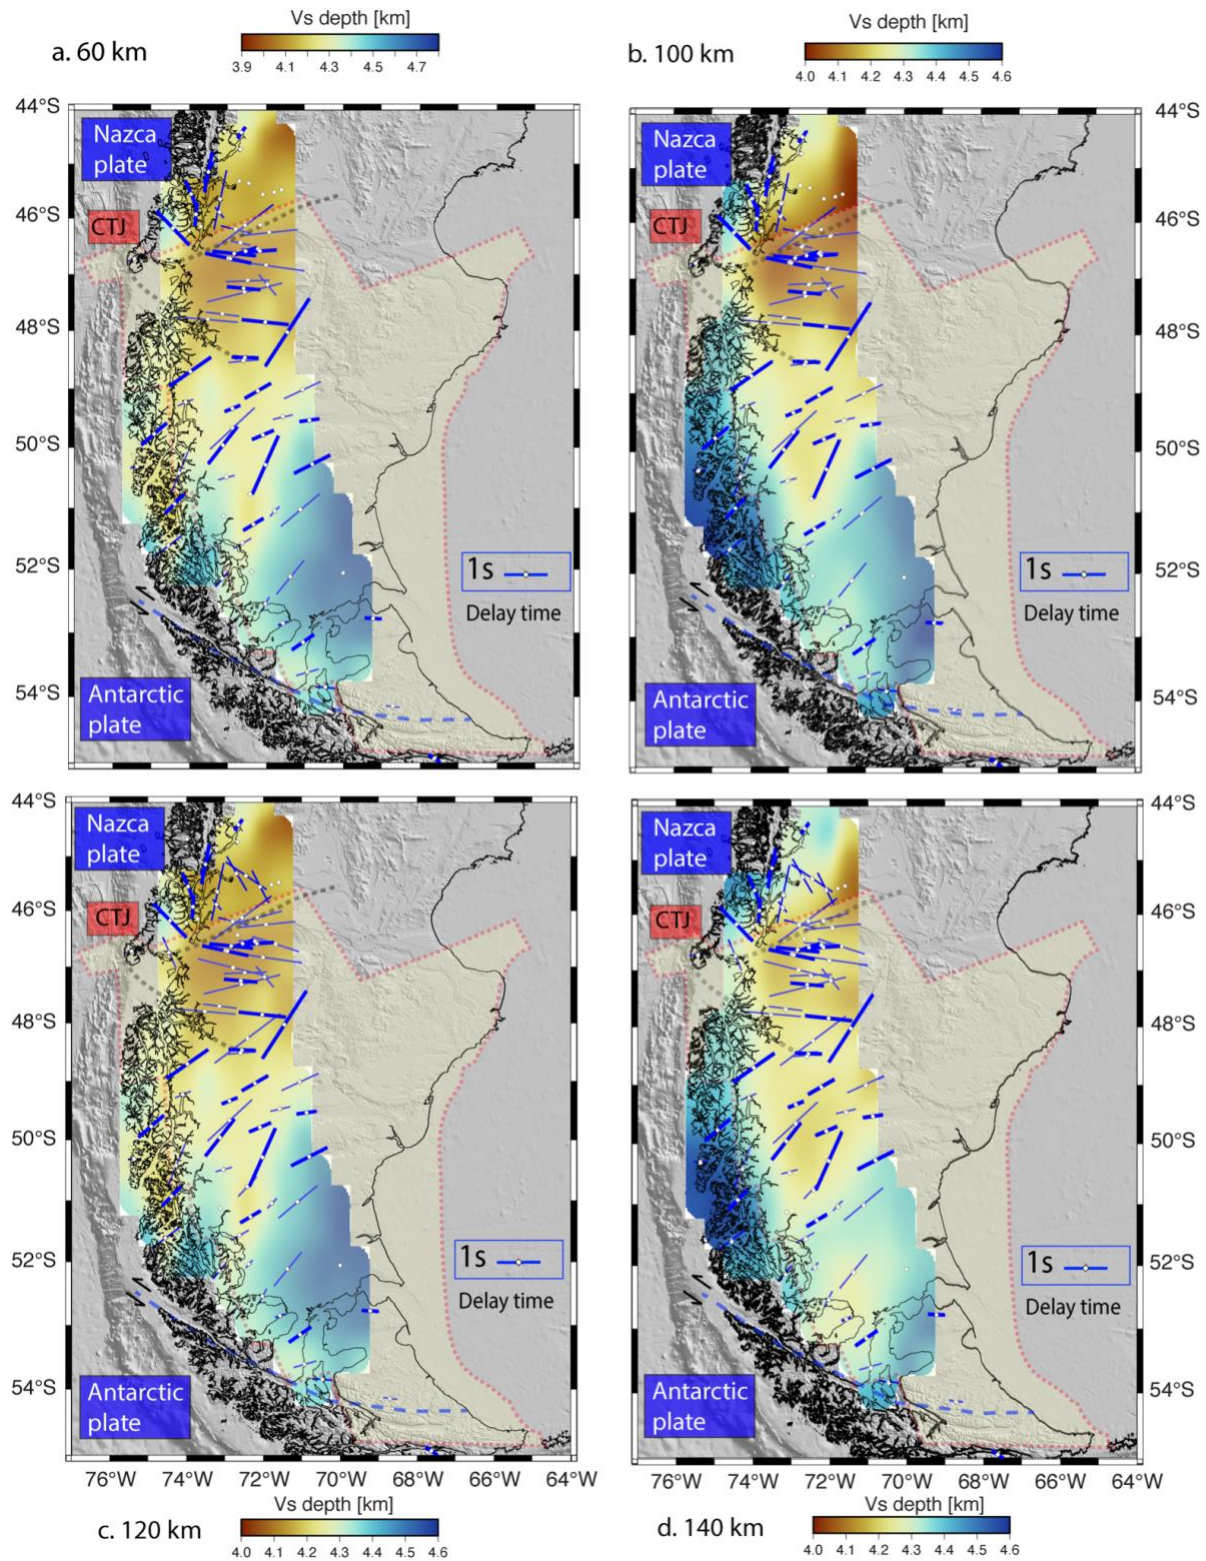 Vs depth [km]
a. 60 km
3.9 4.1 4.3 4.5 4.7
Vs depth [km]
b. 100 km
4.0 4.1 4.2 4.3 4.4 4.5 4.6
44°S
46°S
48°S
50°S
52°S
54°S
Nazca
plate
CTJ
1s
Delay time
Antarctic
plate
Nazca
plate
CTJ
1s
Delay time
Antarctic
plate
44°S
46°S
48°S
50°S
52°S
54°S
44°S
46°S
48°S
50°S
52°S
54°S
Nazca
plate
CTJ
1s
Delay time
Antarctic
plate
76°W 74°W 72°W 70°W 68°W 66°W 64°W
Nazca
plate
CTJ
1s
Delay time
Antarctic
plate
44°S
46°S
48°S
50°S
52°S
54°S
76°W 74°W 72°W 70°W 68°W 66°W 64°W
Vs depth [km]
c. 120 km
4.0 4.1 4.2 4.3 4.4 4.5 4.6
Vs depth [km]
d. 140 km
4.0 4.1 4.2 4.3 4.4 4.5 4.6